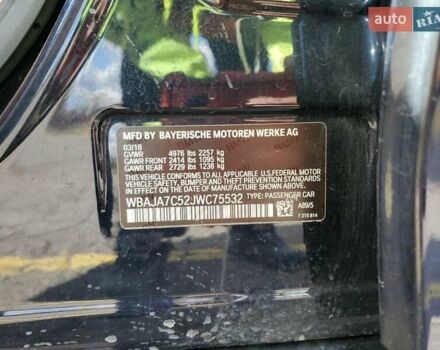 AUTO RIA
MFD BY BAYERISCHE MOTOREN WERKE AG
03/18
GVWR 4976 lbs 2257 kg
GAWR FRONT 2414 lbs 1095 kg
GAWR REAR 2729 lbs 1238 kg
THIS VEHICLE CONFORMS TO ALL APPLICABLE U.S. FEDERAL MOTOR
VEHICLE SAFETY, BUMPER, AND THEFT PREVENTION STANDARDS
IN EFFECT ON THE DATE OF MANUFACTURE SHOWN ABOVE.
WBAJA7C52JWC75532 TYPE: PASSENGER CAR
A89/5
7 315 814